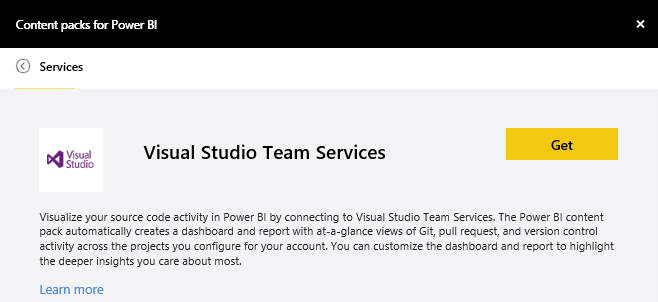 Content packs for Power BI
Services
Visual
Studio
Visual Studio Team Services
Get
Visualize your source code activity in Power BI by connecting to Visual Studio Team Services. The Power BI content
pack automatically creates a dashboard and report with at-a-glance views of Git, pull request, and version control
activity across the projects you configure for your account. You can customize the dashboard and report to highlight
the deeper insights you care about most.
Learn more